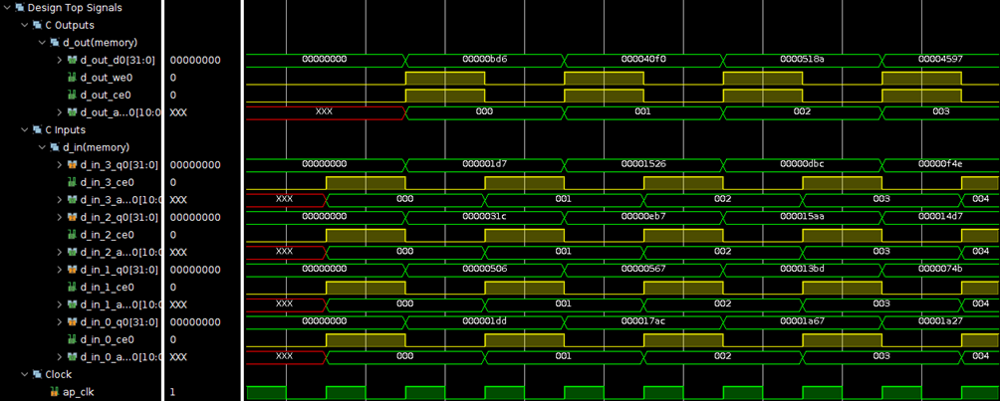 Design Top Signals
C Outputs
d_out(memory)
d_out_d0[31:0] 00000000 00000000 00000bd6 000040f0 0000518a 00004597
d_out_we0 0
d_out_ce0 0
d_out_a...0[10:0 XXX XXX 000 001 002 003
C Inputs
d_in(memory)
d_in_3_q0[31:0] 00000000 00000000 000001d7 00001526 00000dbc 00000f4e
d_in_3_ce0 0
d_in_3_a...0[10:( XXX XXX 000 001 002 003 004
d_in_2_q0[31:0] 00000000 00000000 0000031c 00000eb7 000015aa 000014d7
d_in_2_ce0 0
d_in_2_a...0[10:( XXX XXX 000 001 002 003 004
d_in_1_q0[31:0] 00000000 00000000 00000506 00000567 000013bd 0000074b
d_in_1_ce0 0
d_in_1_a...0[10:( XXX XXX 000 001 002 003 004
d_in_0_q0[31:0] 00000000 00000000 000001dd 000017ac 00001a67 00001a27
d_in_0_ce0 0
d_in_0_a...0[10:( XXX XXX 000 001 002 003 004
Clock
ap_clk 1